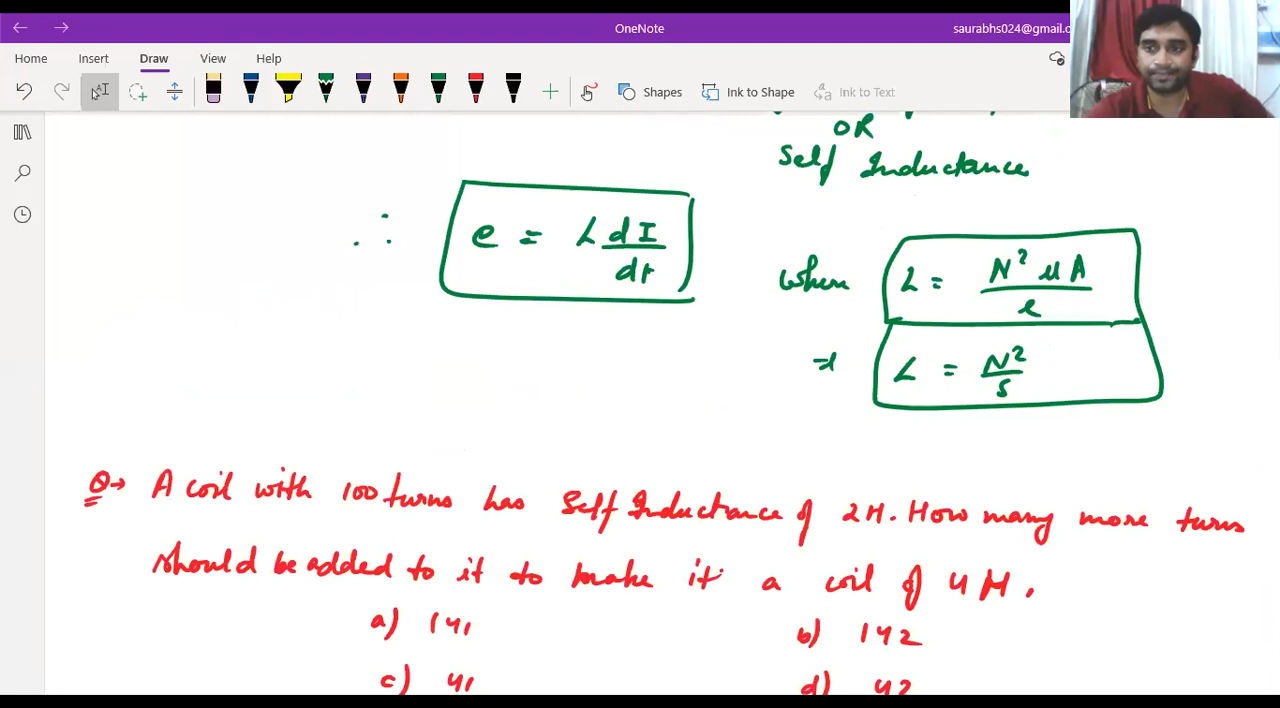 OneNote
saurabhs024@gmail.c
Home Insert Draw View Help
Shapes Ink to Shape Ink to Text
OR
Self Inductance
∴ e = L dI/dt
where L = N² μ A / l
⇒ L = N²/S
Q→ A coil with 100 turns has Self Inductance of 2H. How many more turns
should be added to it to make it a coil of 4H.
a) 141 b) 142
c) 41 d) 42